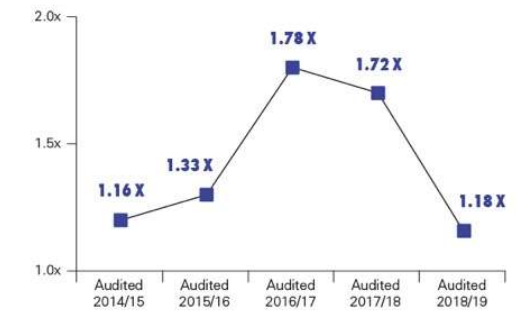 2.0x
1.78 X
1.72 X
1.5x
1.33 X
1.16 X
1.18 X
1.0x
Audited Audited Audited Audited Audited
2014/15 2015/16 2016/17 2017/18 2018/19